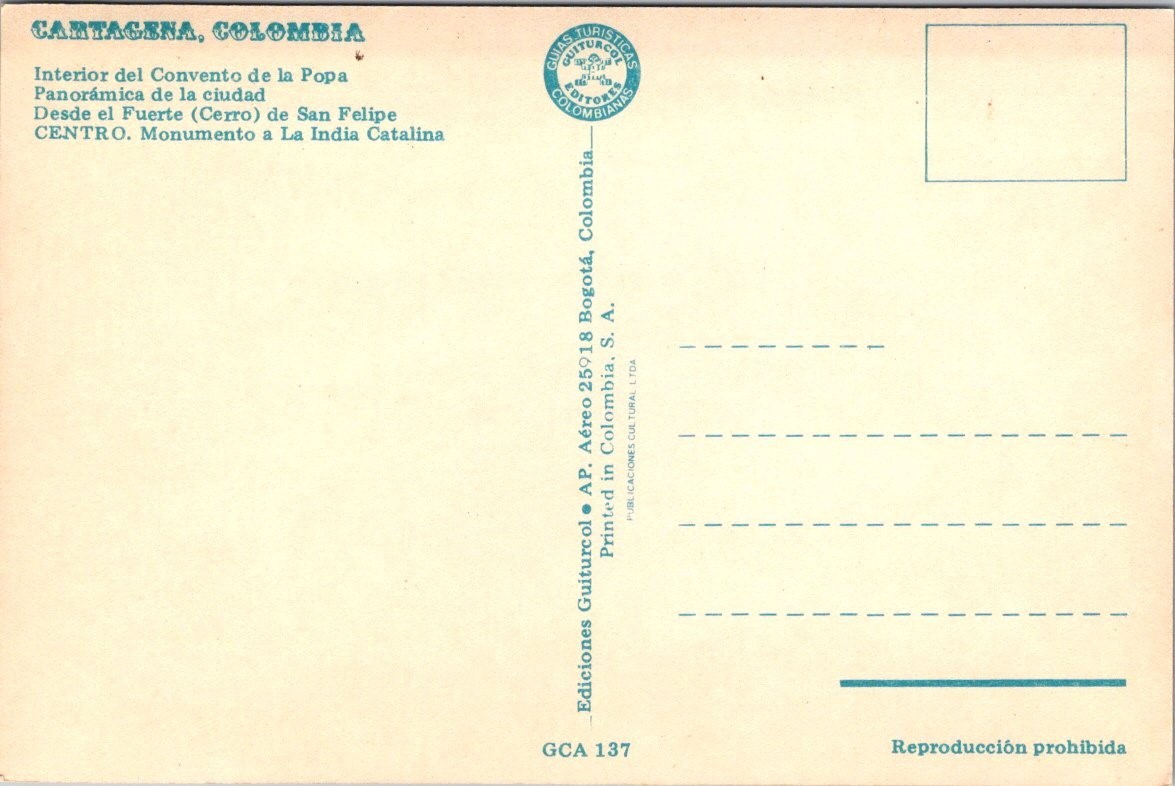 CARTAGENA, COLOMBIA
Interior del Convento de la Popa
Panorámica de la ciudad
Desde el Fuerte (Cerro) de San Felipe
CENTRO. Monumento a La India Catalina
GUIAS TURISTICAS
GUITURCOL
EDITORES
COLOMBIANAS
Ediciones Guiturcol ● AP. Aéreo 25918 Bogotá, Colombia
Printed in Colombia. S. A.
PUBLICACIONES CULTURAL LTDA
GCA 137
Reproducción prohibida